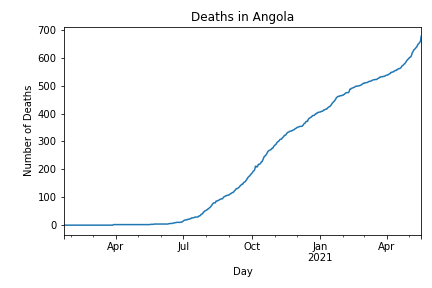 Deaths in Angola
700
600
500
400
300
200
100
0
Number of Deaths
Apr
Jul
Oct
Jan
2021
Apr
Day